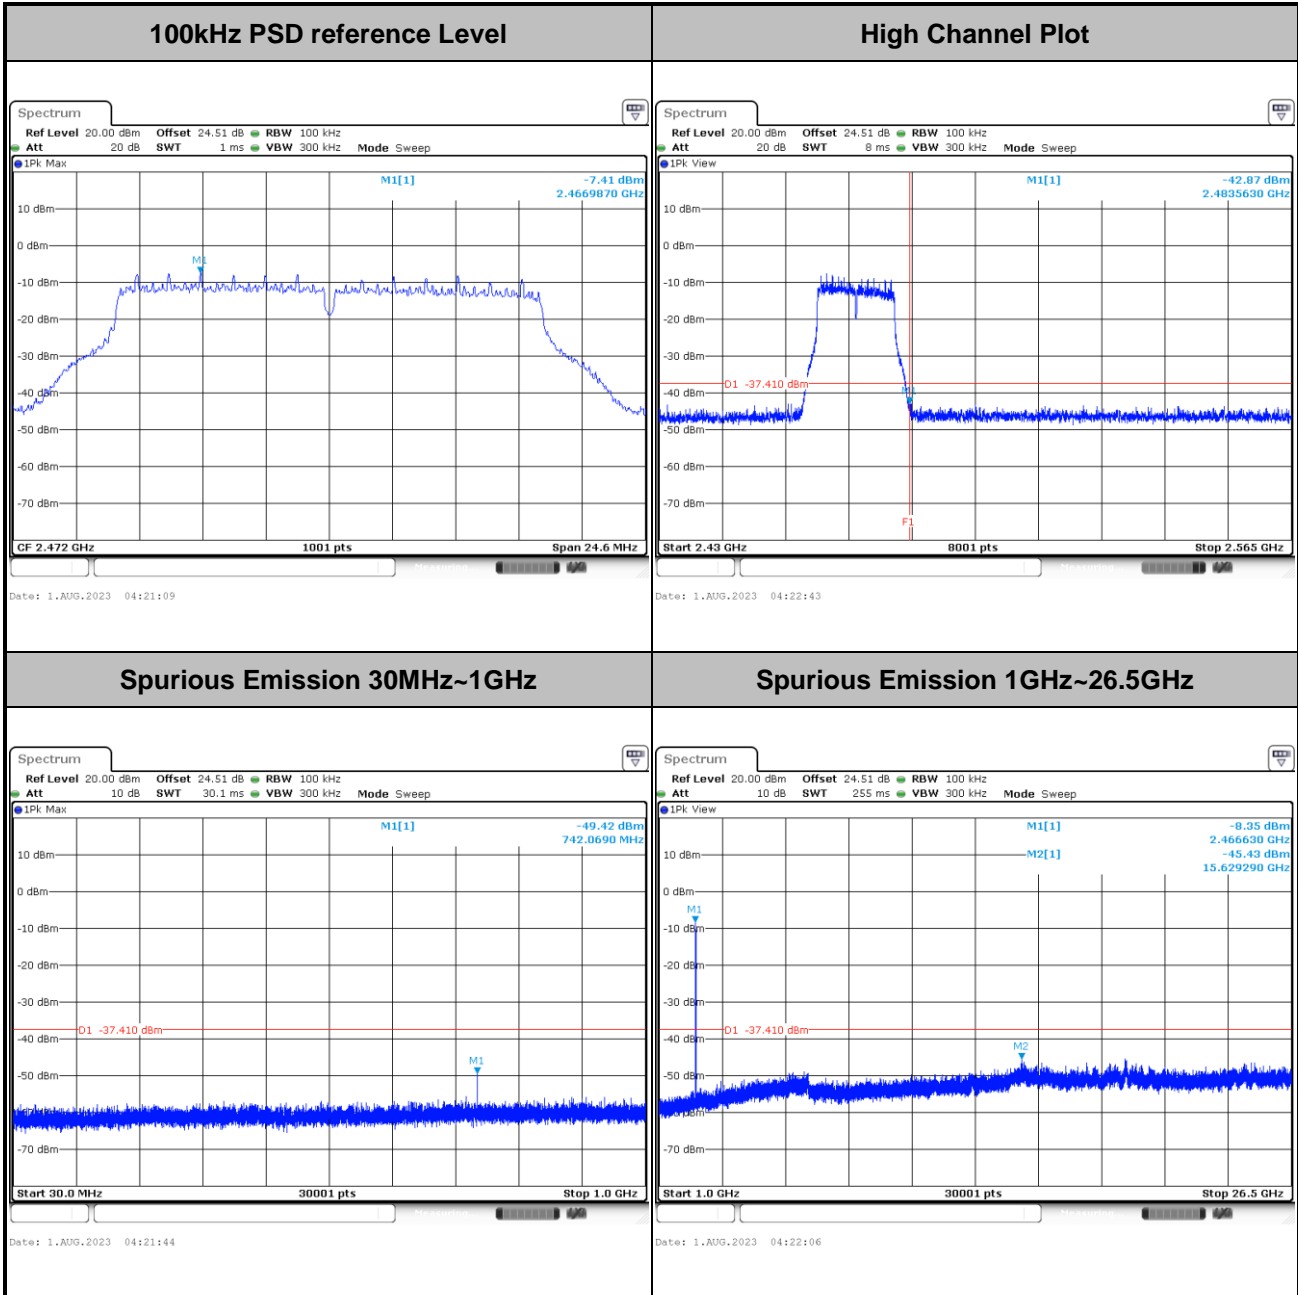 100kHz PSD reference Level
High Channel Plot
Spectrum
Ref Level 20.00 dBm Offset 24.51 dB RBW 100 kHz
Att 20 dB SWT 1 ms VBW 300 kHz Mode Sweep
1Pk Max
M1[1] -7.41 dBm
2.4669870 GHz
10 dBm
0 dBm
M1
-10 dBm
-20 dBm
-30 dBm
-40 dBm
-50 dBm
-60 dBm
-70 dBm
CF 2.472 GHz 1001 pts Span 24.6 MHz
Measuring
Date: 1.AUG.2023 04:21:09
Spectrum
Ref Level 20.00 dBm Offset 24.51 dB RBW 100 kHz
Att 20 dB SWT 8 ms VBW 300 kHz Mode Sweep
1Pk View
M1[1] -42.87 dBm
2.4835630 GHz
10 dBm
0 dBm
-10 dBm
-20 dBm
-30 dBm
D1 -37.410 dBm
-40 dBm
-50 dBm
-60 dBm
-70 dBm
F1
Start 2.43 GHz 8001 pts Stop 2.565 GHz
Measuring
Date: 1.AUG.2023 04:22:43
Spurious Emission 30MHz~1GHz
Spurious Emission 1GHz~26.5GHz
Spectrum
Ref Level 20.00 dBm Offset 24.51 dB RBW 100 kHz
Att 10 dB SWT 30.1 ms VBW 300 kHz Mode Sweep
1Pk Max
M1[1] -49.42 dBm
742.0690 MHz
10 dBm
0 dBm
-10 dBm
-20 dBm
-30 dBm
D1 -37.410 dBm
-40 dBm
M1
-50 dBm
-70 dBm
Start 30.0 MHz 30001 pts Stop 1.0 GHz
Measuring
Date: 1.AUG.2023 04:21:44
Spectrum
Ref Level 20.00 dBm Offset 24.51 dB RBW 100 kHz
Att 10 dB SWT 255 ms VBW 300 kHz Mode Sweep
1Pk View
M1[1] -8.35 dBm
2.466630 GHz
M2[1] -45.43 dBm
15.629290 GHz
10 dBm
0 dBm
M1
-10 dBm
-20 dBm
-30 dBm
D1 -37.410 dBm
-40 dBm
M2
-50 dBm
-70 dBm
Start 1.0 GHz 30001 pts Stop 26.5 GHz
Measuring
Date: 1.AUG.2023 04:22:06